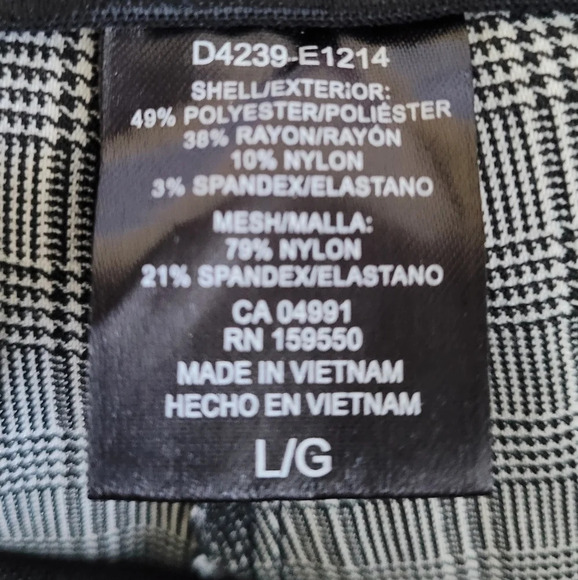 D4239-E1214
SHELL/EXTERIOR:
49% POLYESTER/POLIÉSTER
38% RAYON/RAYÓN
10% NYLON
3% SPANDEX/ELASTANO
MESH/MALLA:
79% NYLON
21% SPANDEX/ELASTANO
CA 04991
RN 159550
MADE IN VIETNAM
HECHO EN VIETNAM
L/G